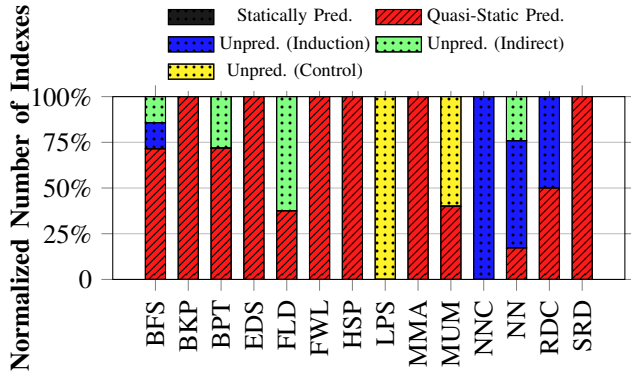 Statically Pred.
Quasi-Static Pred.
Unpred. (Induction)
Unpred. (Indirect)
Unpred. (Control)
Normalized Number of Indexes
100%
75%
50%
25%
0
BFS
BKP
BPT
EDS
FLD
FWL
HSP
LPS
MMA
MUM
NNC
NN
RDC
SRD